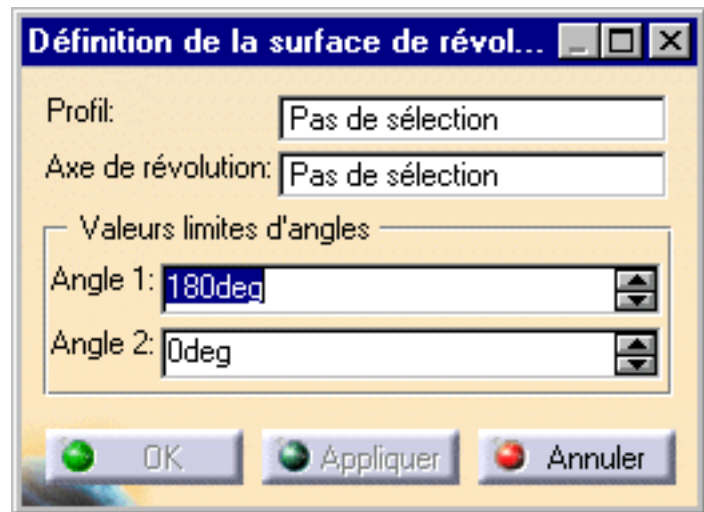 Définition de la surface de révol...
Profil: Pas de sélection
Axe de révolution: Pas de sélection
Valeurs limites d'angles
Angle 1: 180deg
Angle 2: 0deg
OK Appliquer Annuler